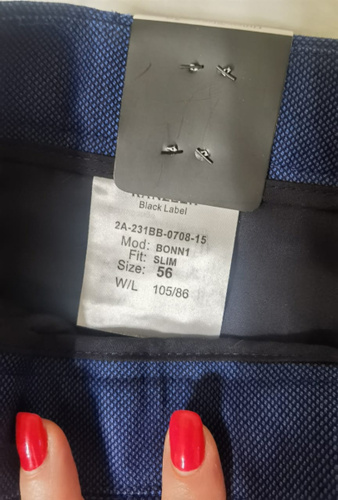 Black Label
2A-231BB-0708-15
Mod: BONN1
Fit: SLIM
Size: 56
W/L 105/86